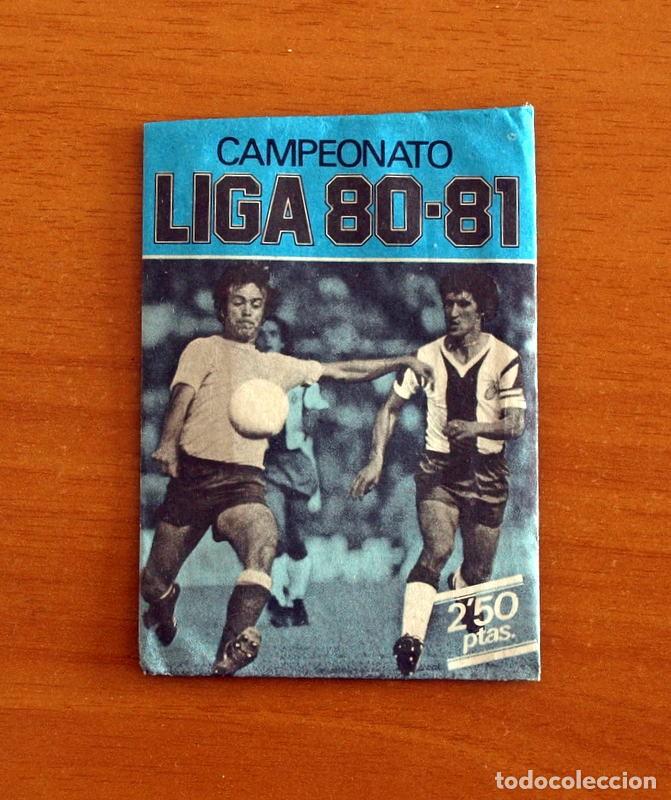 CAMPEONATO
LIGA 80-81
2'50
ptas.
todocoleccion